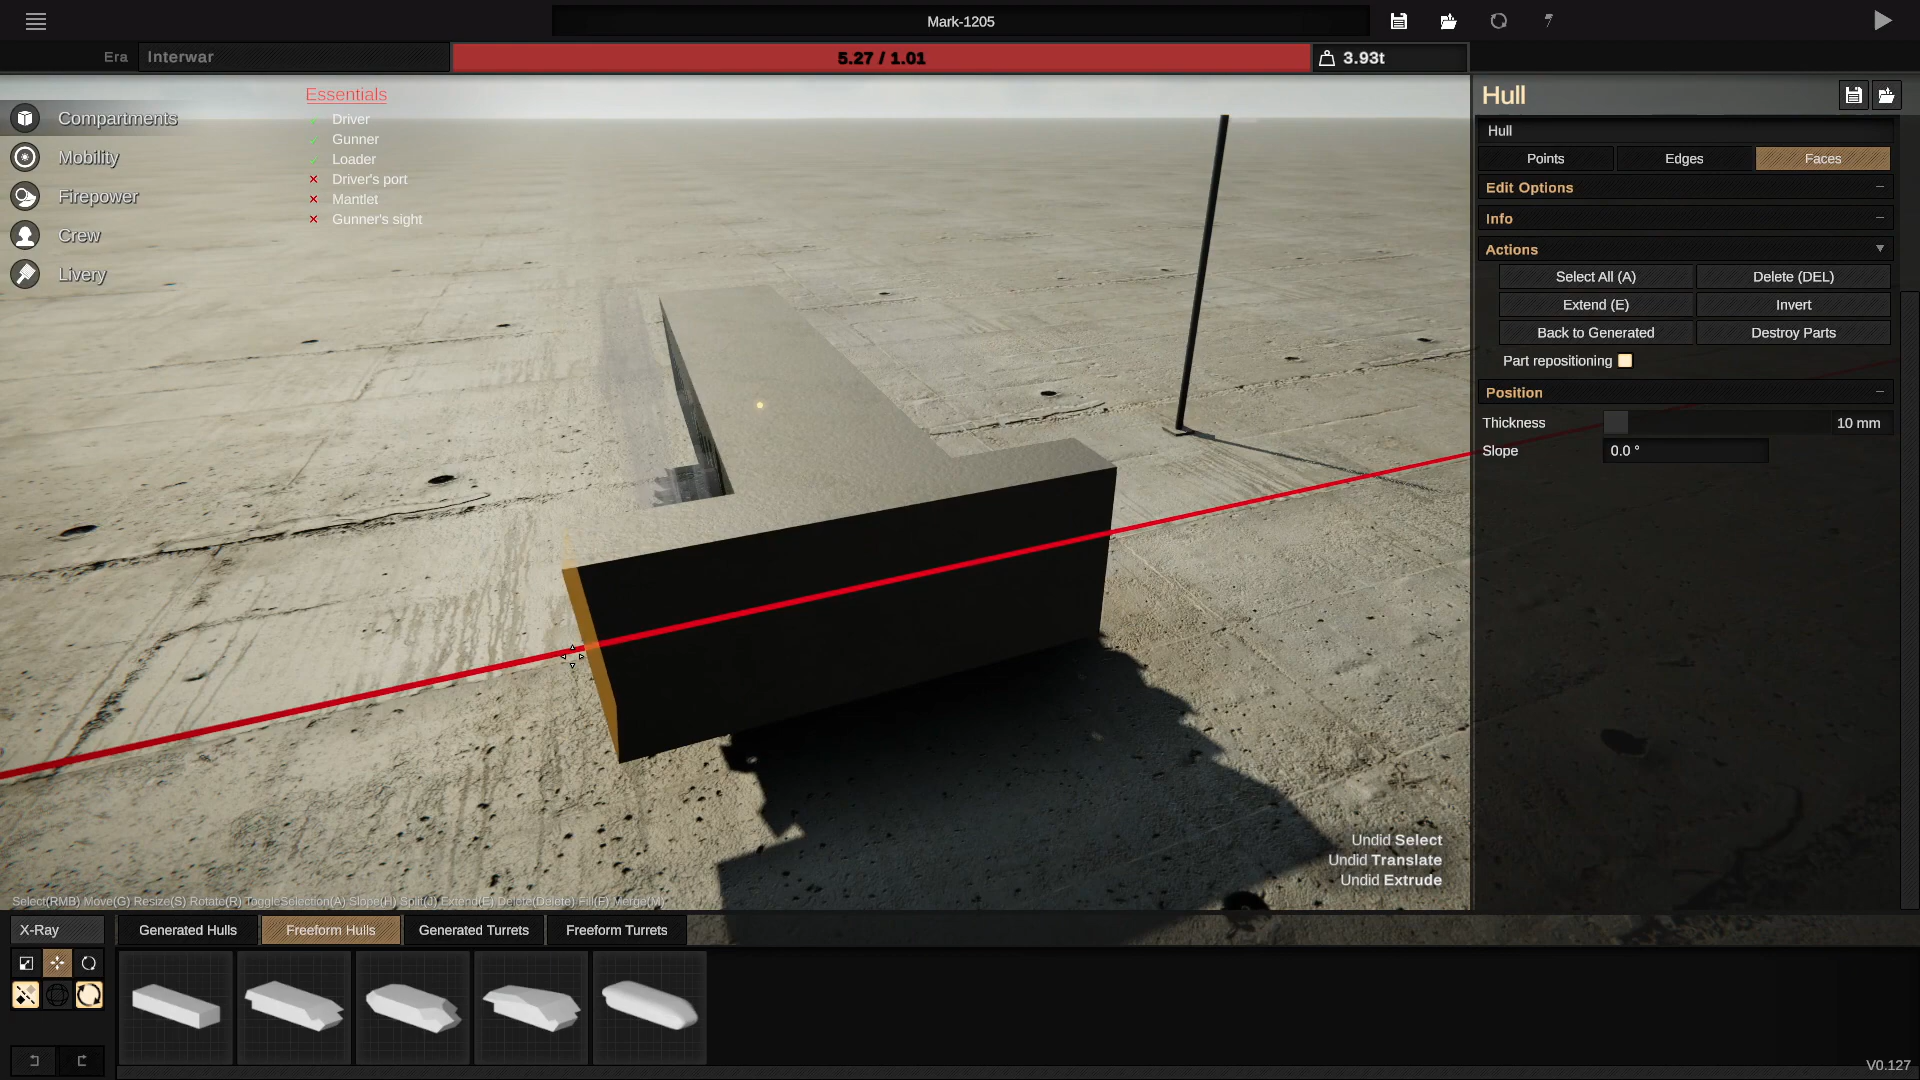 Mark-1205
Era
Interwar
5.27 / 1.01
3.93t
Essentials
Driver
Gunner
Loader
Driver's port
Mantlet
Gunner's sight
Compartments
Mobility
Firepower
Crew
Livery
Hull
Hull
Points
Edges
Faces
Edit Options
Info
Actions
Select All (A)
Delete (DEL)
Extend (E)
Invert
Back to Generated
Destroy Parts
Part repositioning
Position
Thickness
10 mm
Slope
0.0 °
Undid Select
Undid Translate
Undid Extrude
Select(RMB) Move(G) Resize(S) Rotate(R) ToggleSelection(A) Slope(H) Split(J) Extend(E) Delete(Delete) Fill(F) Merge(M)
X-Ray
Generated Hulls
Freeform Hulls
Generated Turrets
Freeform Turrets
V0.127